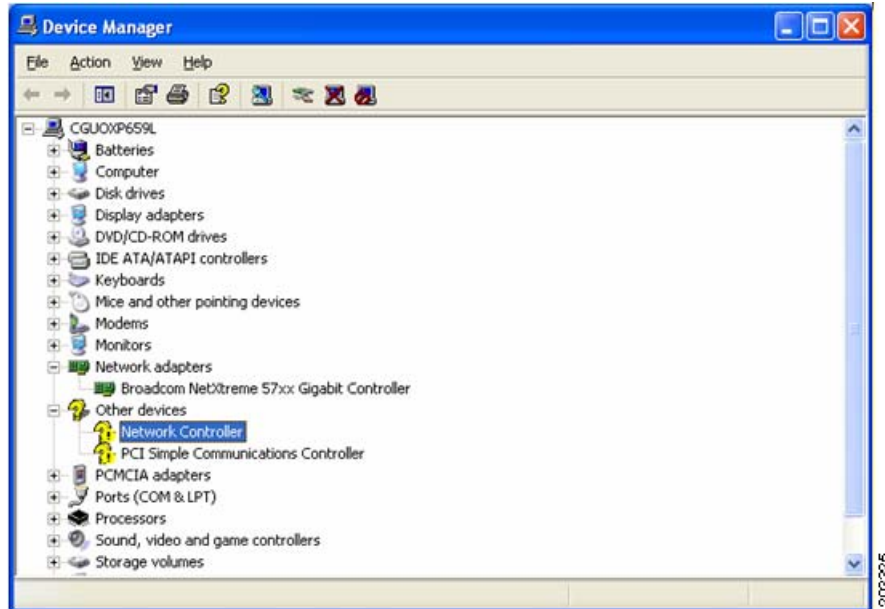 Device Manager
File Action View Help
CGUOXP659L
Batteries
Computer
Disk drives
Display adapters
DVD/CD-ROM drives
IDE ATA/ATAPI controllers
Keyboards
Mice and other pointing devices
Modems
Monitors
Network adapters
Broadcom NetXtreme 57xx Gigabit Controller
Other devices
Network Controller
PCI Simple Communications Controller
PCMCIA adapters
Ports (COM & LPT)
Processors
Sound, video and game controllers
Storage volumes